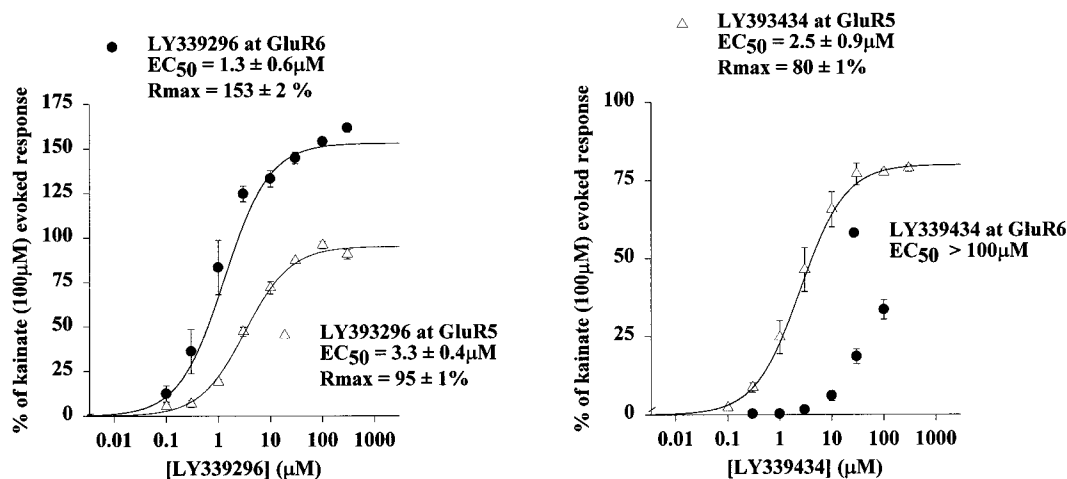 LY339296 at GluR6
EC50 = 1.3 ± 0.6μM
Rmax = 153 ± 2 %
% of kainate (100μM) evoked response
175
150
125
100
75
50
25
0
LY393296 at GluR5
EC50 = 3.3 ± 0.4μM
Rmax = 95 ± 1%
0.01 0.1 1 10 100 1000
[LY339296] (μM)
LY393434 at GluR5
EC50 = 2.5 ± 0.9μM
Rmax = 80 ± 1%
% of kainate (100μM) evoked response
100
75
50
25
0
LY339434 at GluR6
EC50 > 100μM
0.01 0.1 1 10 100 1000
[LY339434] (μM)